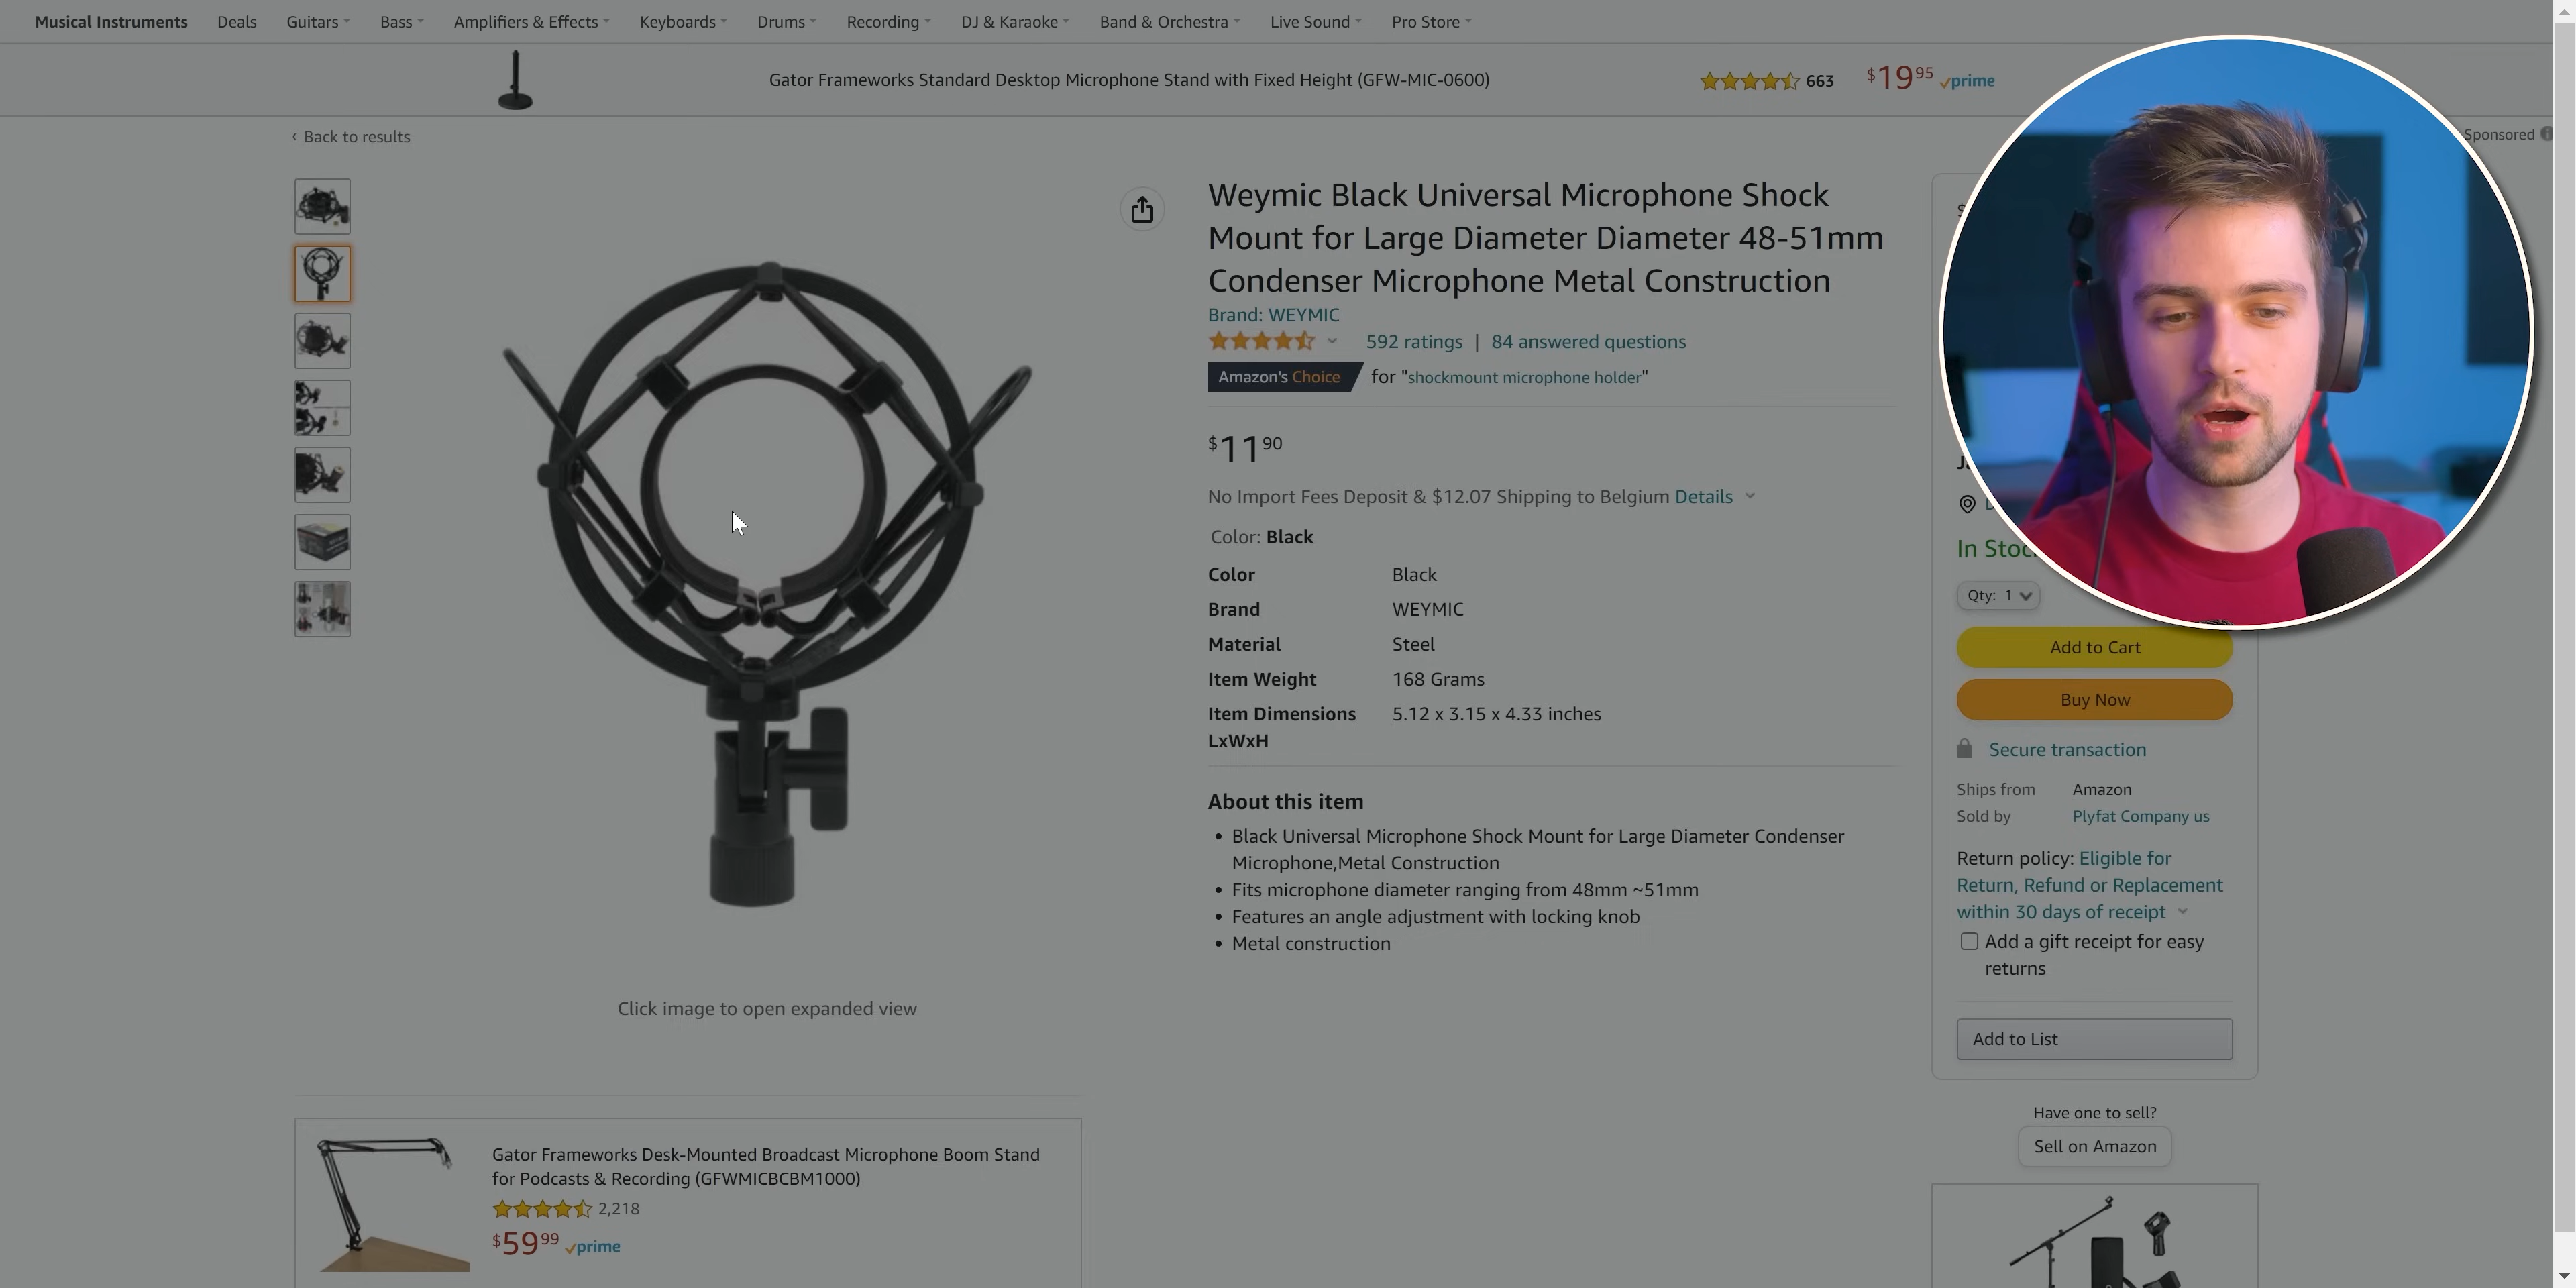 Musical Instruments Deals Guitars Bass Amplifiers & Effects Keyboards Drums Recording DJ & Karaoke Band & Orchestra Live Sound Pro Store
Gator Frameworks Standard Desktop Microphone Stand with Fixed Height (GFW-MIC-0600) 663 $19 95 prime
‹ Back to results
Sponsored
Weymic Black Universal Microphone Shock
Mount for Large Diameter Diameter 48-51mm
Condenser Microphone Metal Construction
Brand: WEYMIC
592 ratings | 84 answered questions
Amazon's Choice for "shockmount microphone holder"
$11 90
No Import Fees Deposit & $12.07 Shipping to Belgium Details
Color: Black
Color Black
Brand WEYMIC
Material Steel
Item Weight 168 Grams
Item Dimensions 5.12 x 3.15 x 4.33 inches
LxWxH
About this item
• Black Universal Microphone Shock Mount for Large Diameter Condenser
Microphone,Metal Construction
• Fits microphone diameter ranging from 48mm ~51mm
• Features an angle adjustment with locking knob
• Metal construction
Click image to open expanded view
Gator Frameworks Desk-Mounted Broadcast Microphone Boom Stand
for Podcasts & Recording (GFWMICBCBM1000)
2,218
$59 99 prime
In Stoc
Qty: 1
Add to Cart
Buy Now
Secure transaction
Ships from Amazon
Sold by Plyfat Company us
Return policy: Eligible for
Return, Refund or Replacement
within 30 days of receipt
Add a gift receipt for easy
returns
Add to List
Have one to sell?
Sell on Amazon